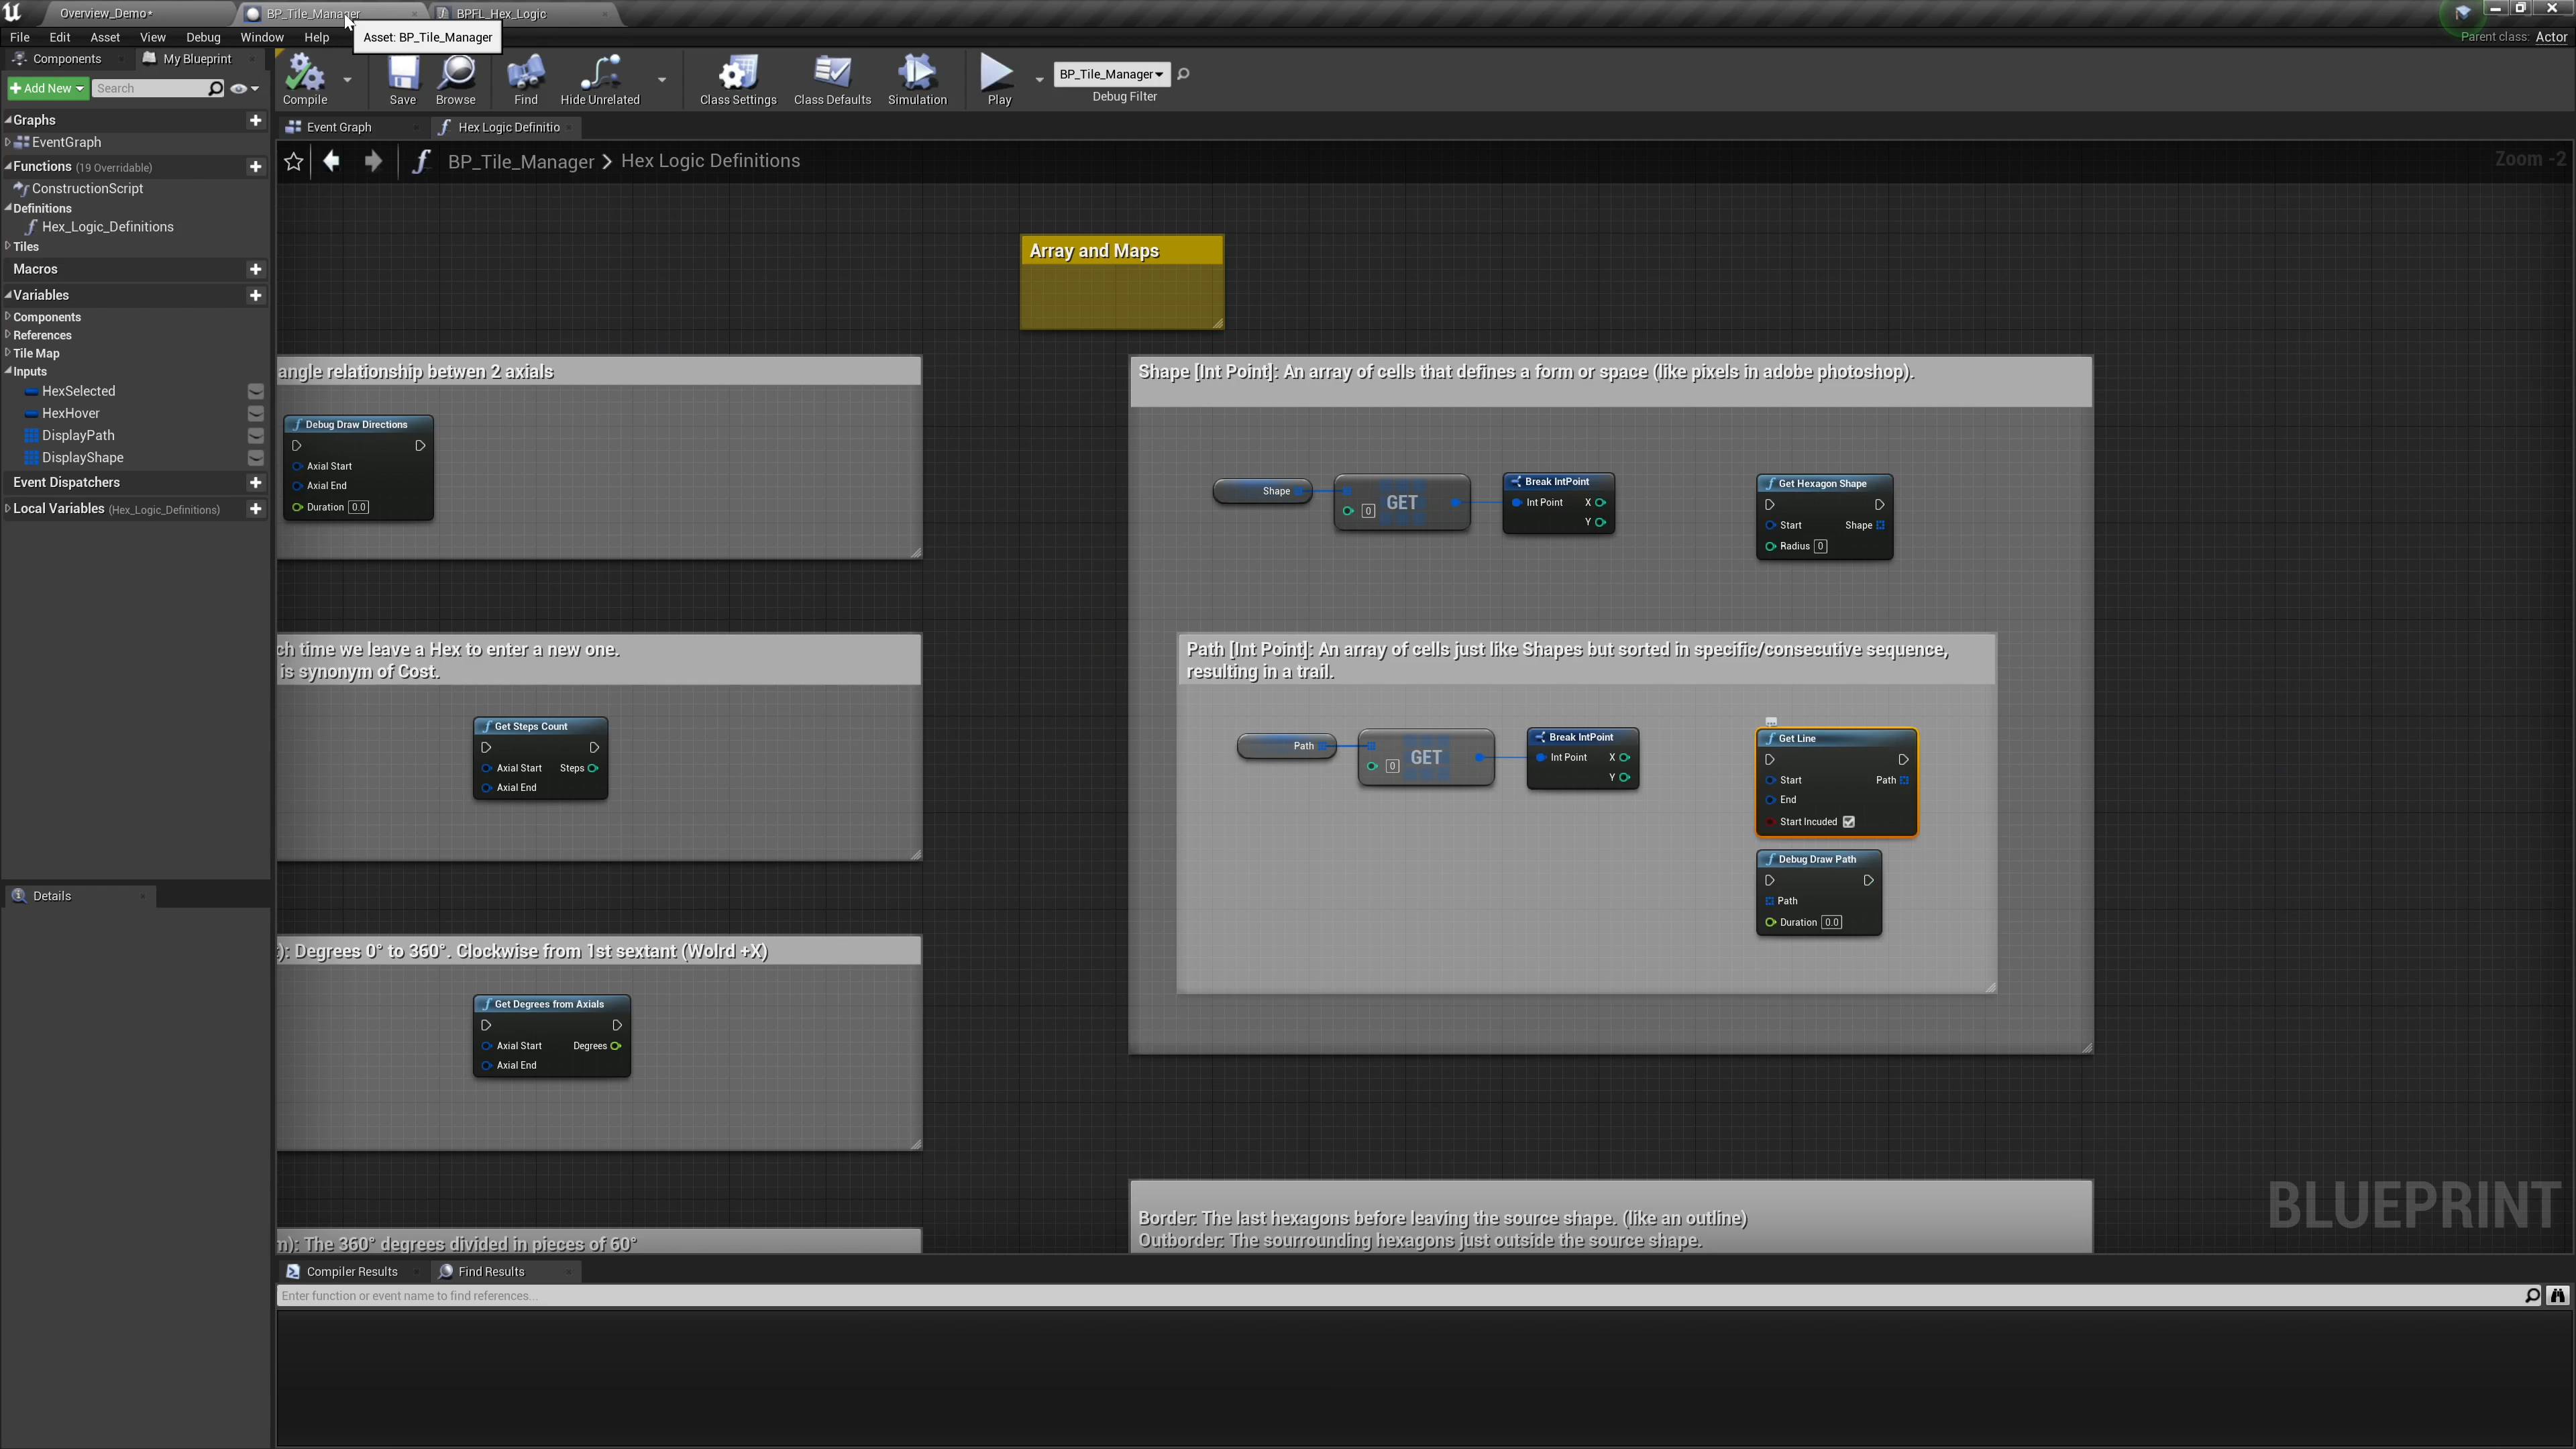 Overview_Demo*
BP_Tile_Manager
BPFL_Hex_Logic
File Edit Asset View Debug Window Help
Asset: BP_Tile_Manager
Parent class: Actor
Components
My Blueprint
Add New
Search
Compile
Save
Browse
Find
Hide Unrelated
Class Settings
Class Defaults
Simulation
Play
BP_Tile_Manager
Debug Filter
Graphs
EventGraph
Functions (19 Overridable)
ConstructionScript
Definitions
Hex_Logic_Definitions
Tiles
Macros
Variables
Components
References
Tile Map
Inputs
HexSelected
HexHover
DisplayPath
DisplayShape
Event Dispatchers
Local Variables (Hex_Logic_Definitions)
Details
Event Graph
Hex Logic Definitio
BP_Tile_Manager > Hex Logic Definitions
Zoom -2
Array and Maps
angle relationship betwen 2 axials
Debug Draw Directions
Axial Start
Axial End
Duration 0.0
ch time we leave a Hex to enter a new one.
is synonym of Cost.
Get Steps Count
Axial Start Steps
Axial End
): Degrees 0° to 360°. Clockwise from 1st sextant (Wolrd +X)
Get Degrees from Axials
Axial Start Degrees
Axial End
n): The 360° degrees divided in pieces of 60°
Shape [Int Point]: An array of cells that defines a form or space (like pixels in adobe photoshop).
Shape
0 GET
Break IntPoint
Int Point X
Y
Get Hexagon Shape
Start Shape
Radius 0
Path [Int Point]: An array of cells just like Shapes but sorted in specific/consecutive sequence,
resulting in a trail.
Path
0 GET
Break IntPoint
Int Point X
Y
Get Line
Start Path
End
Start Incuded
Debug Draw Path
Path
Duration 0.0
Border: The last hexagons before leaving the source shape. (like an outline)
Outborder: The sourrounding hexagons just outside the source shape.
BLUEPRINT
Compiler Results
Find Results
Enter function or event name to find references...